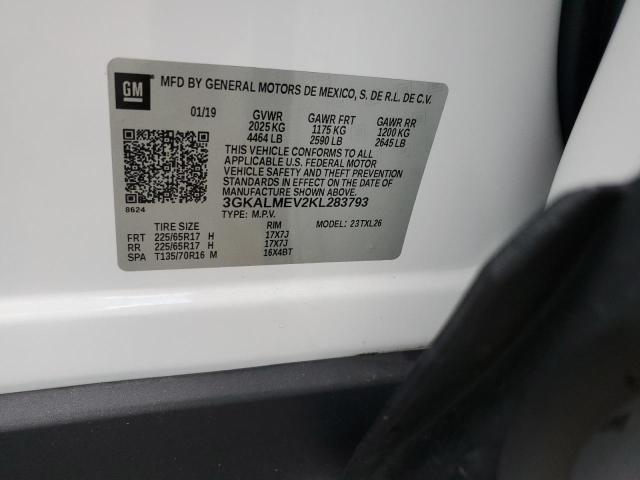 GM
MFD BY GENERAL MOTORS DE MEXICO, S. DE R.L. DE C.V.
01/19 GVWR GAWR FRT GAWR RR
2025 KG 1175 KG 1200 KG
4464 LB 2590 LB 2645 LB
THIS VEHICLE CONFORMS TO ALL
APPLICABLE U.S. FEDERAL MOTOR
VEHICLE SAFETY AND THEFT PREVENTION
STANDARDS IN EFFECT ON THE DATE OF
MANUFACTURE SHOWN ABOVE.
3GKALMEV2KL283793
8624 TYPE: M.P.V. MODEL: 23TXL26
TIRE SIZE RIM
FRT 225/65R17 H 17X7J
RR 225/65R17 H 17X7J
SPA T135/70R16 M 16X4BT